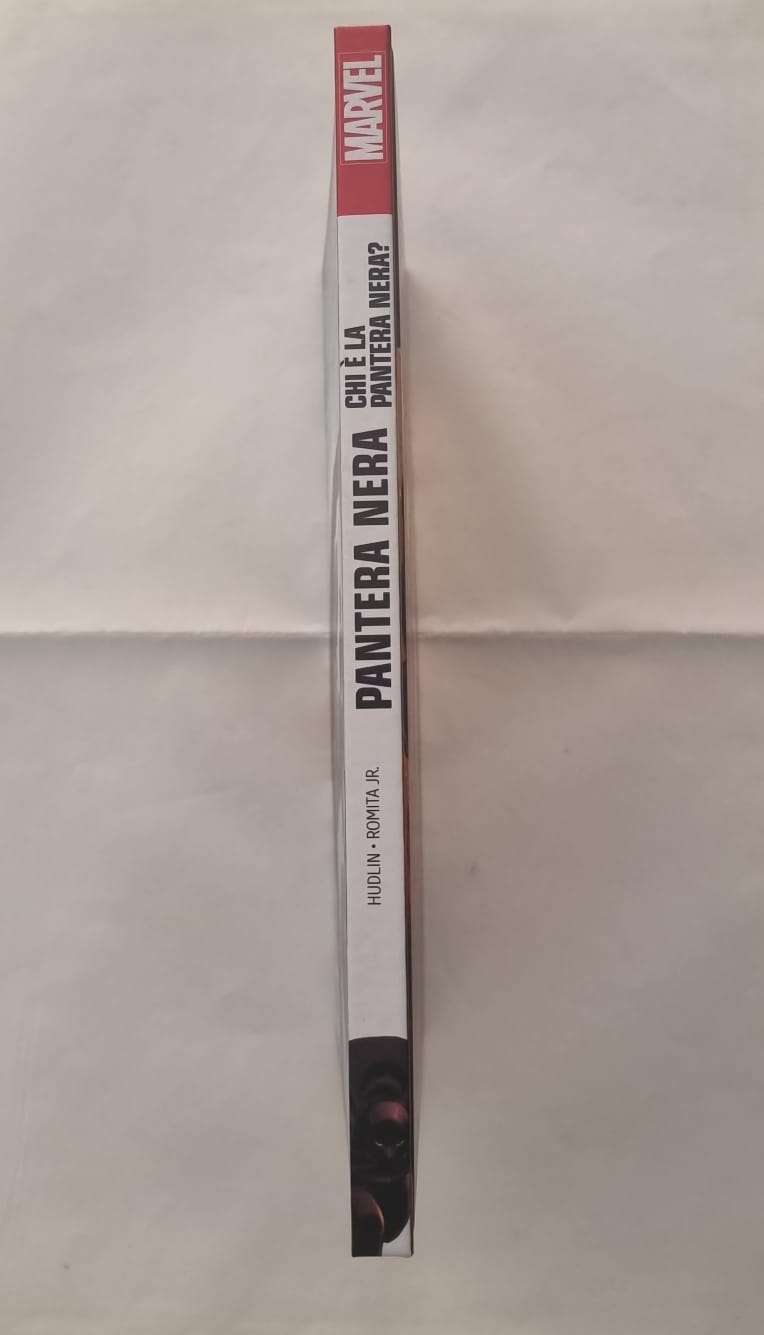 MARVEL
CHI È LA
PANTERA NERA?
PANTERA NERA
HUDLIN • ROMITA JR.